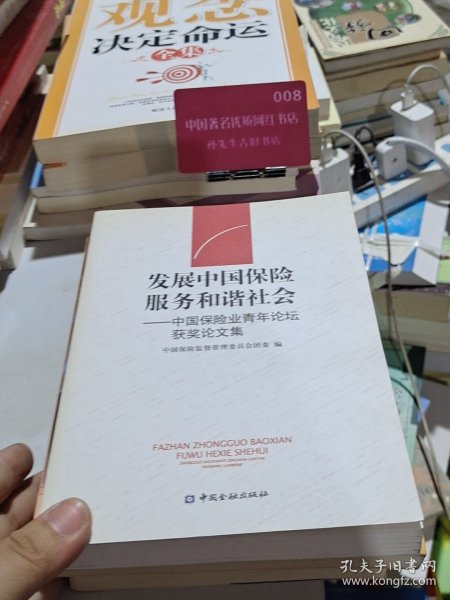 观念
决定命运
全集
008
中国著名优质网红书店
孙先生古旧书店
发展中国保险
服务和谐社会
——中国保险业青年论坛
获奖论文集
中国保险监督管理委员会团委 编
FAZHAN ZHONGGUO BAOXIAN
FUWU HEXIE SHEHUI
中国金融出版社
孔夫子旧书网
www.kongfz.com